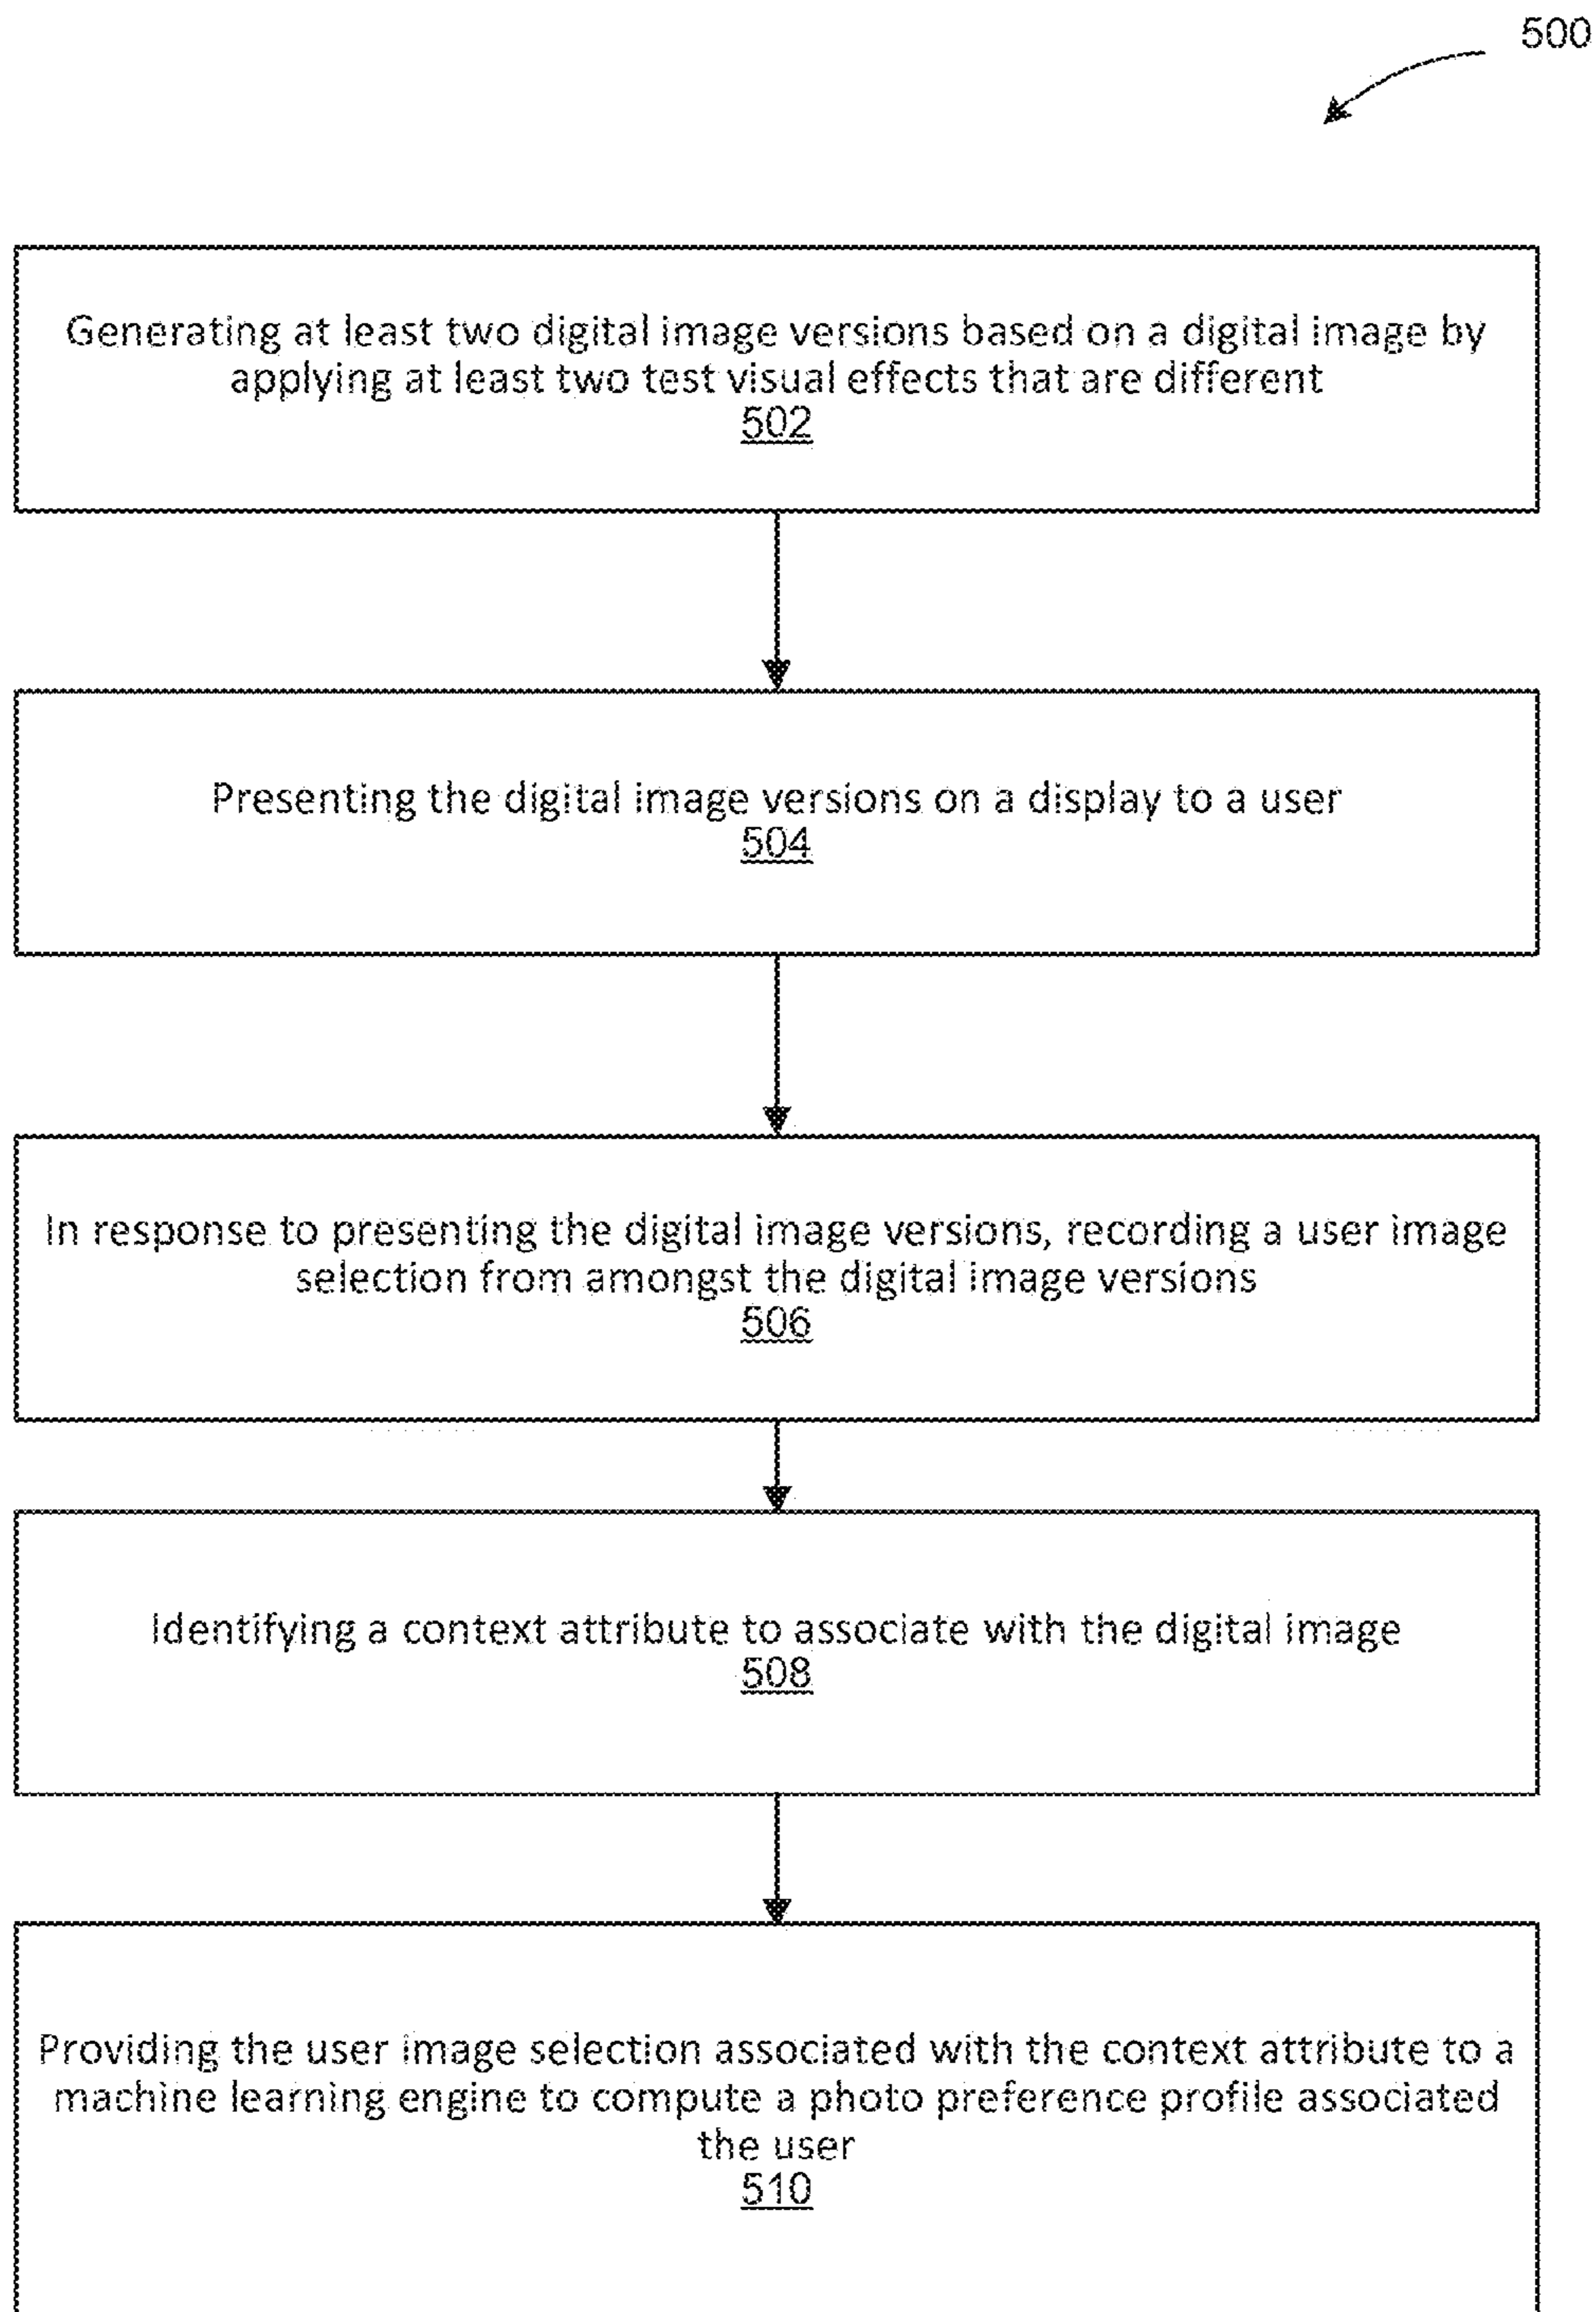 500
Generating at least two digital image versions based on a digital image by
applying at least two test visual effects that are different
502
Presenting the digital image versions on a display to a user
504
In response to presenting the digital image versions, recording a user image
selection from amongst the digital image versions
506
Identifying a context attribute to associate with the digital image
508
Providing the user image selection associated with the context attribute to a
machine learning engine to compute a photo preference profile associated
the user
510